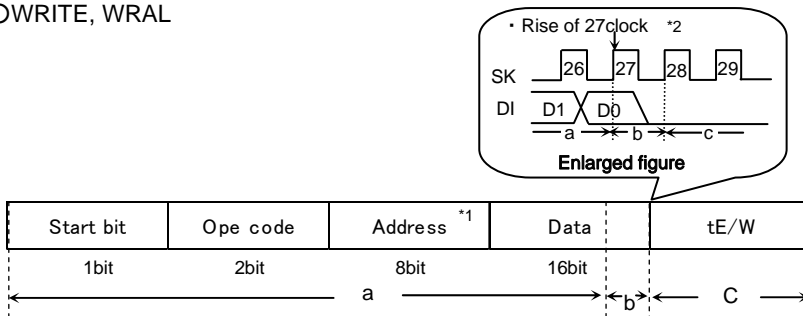 ○WRITE, WRAL
・ Rise of 27clock *2
SK 26 27 28 29
DI D1 D0
a b c
Enlarged figure
Start bit Ope code Address *1 Data tE/W
1bit 2bit 8bit 16bit
a b C